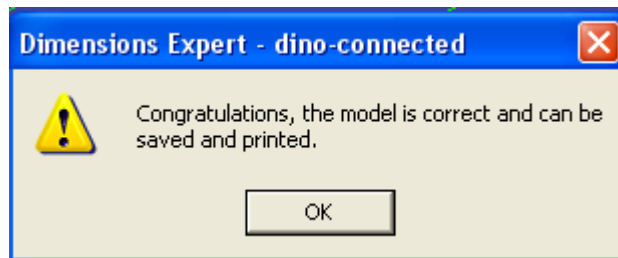 Dimensions Expert - dino-connected
Congratulations, the model is correct and can be
saved and printed.
OK